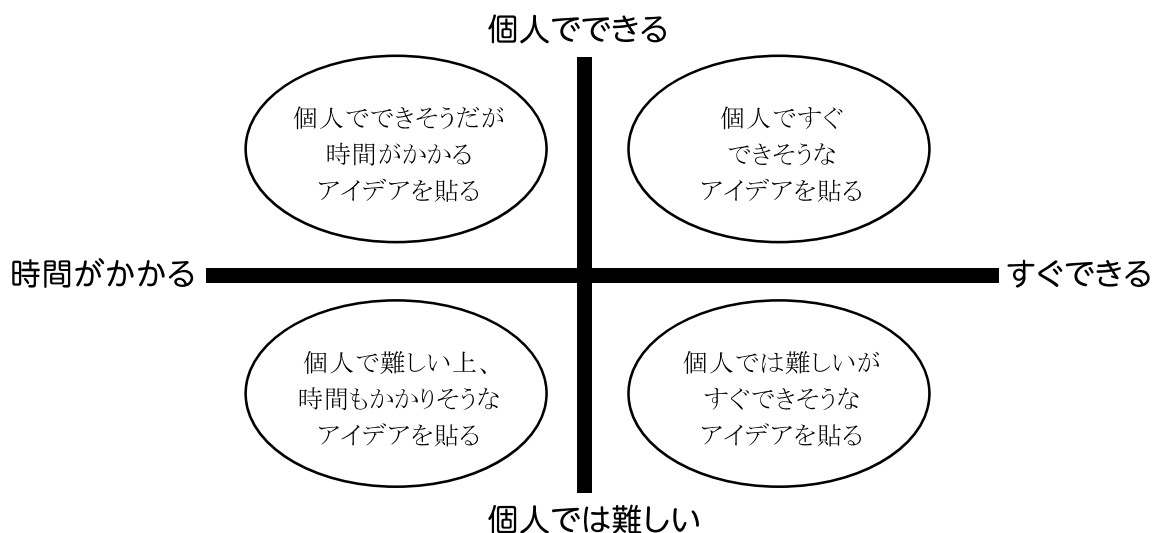 個人でできる
個人でできそうだが
時間がかかる
アイデアを貼る
個人ですぐ
できそうな
アイデアを貼る
時間がかかる
すぐできる
個人で難しい上、
時間もかかりそうな
アイデアを貼る
個人では難しいが
すぐできそうな
アイデアを貼る
個人では難しい